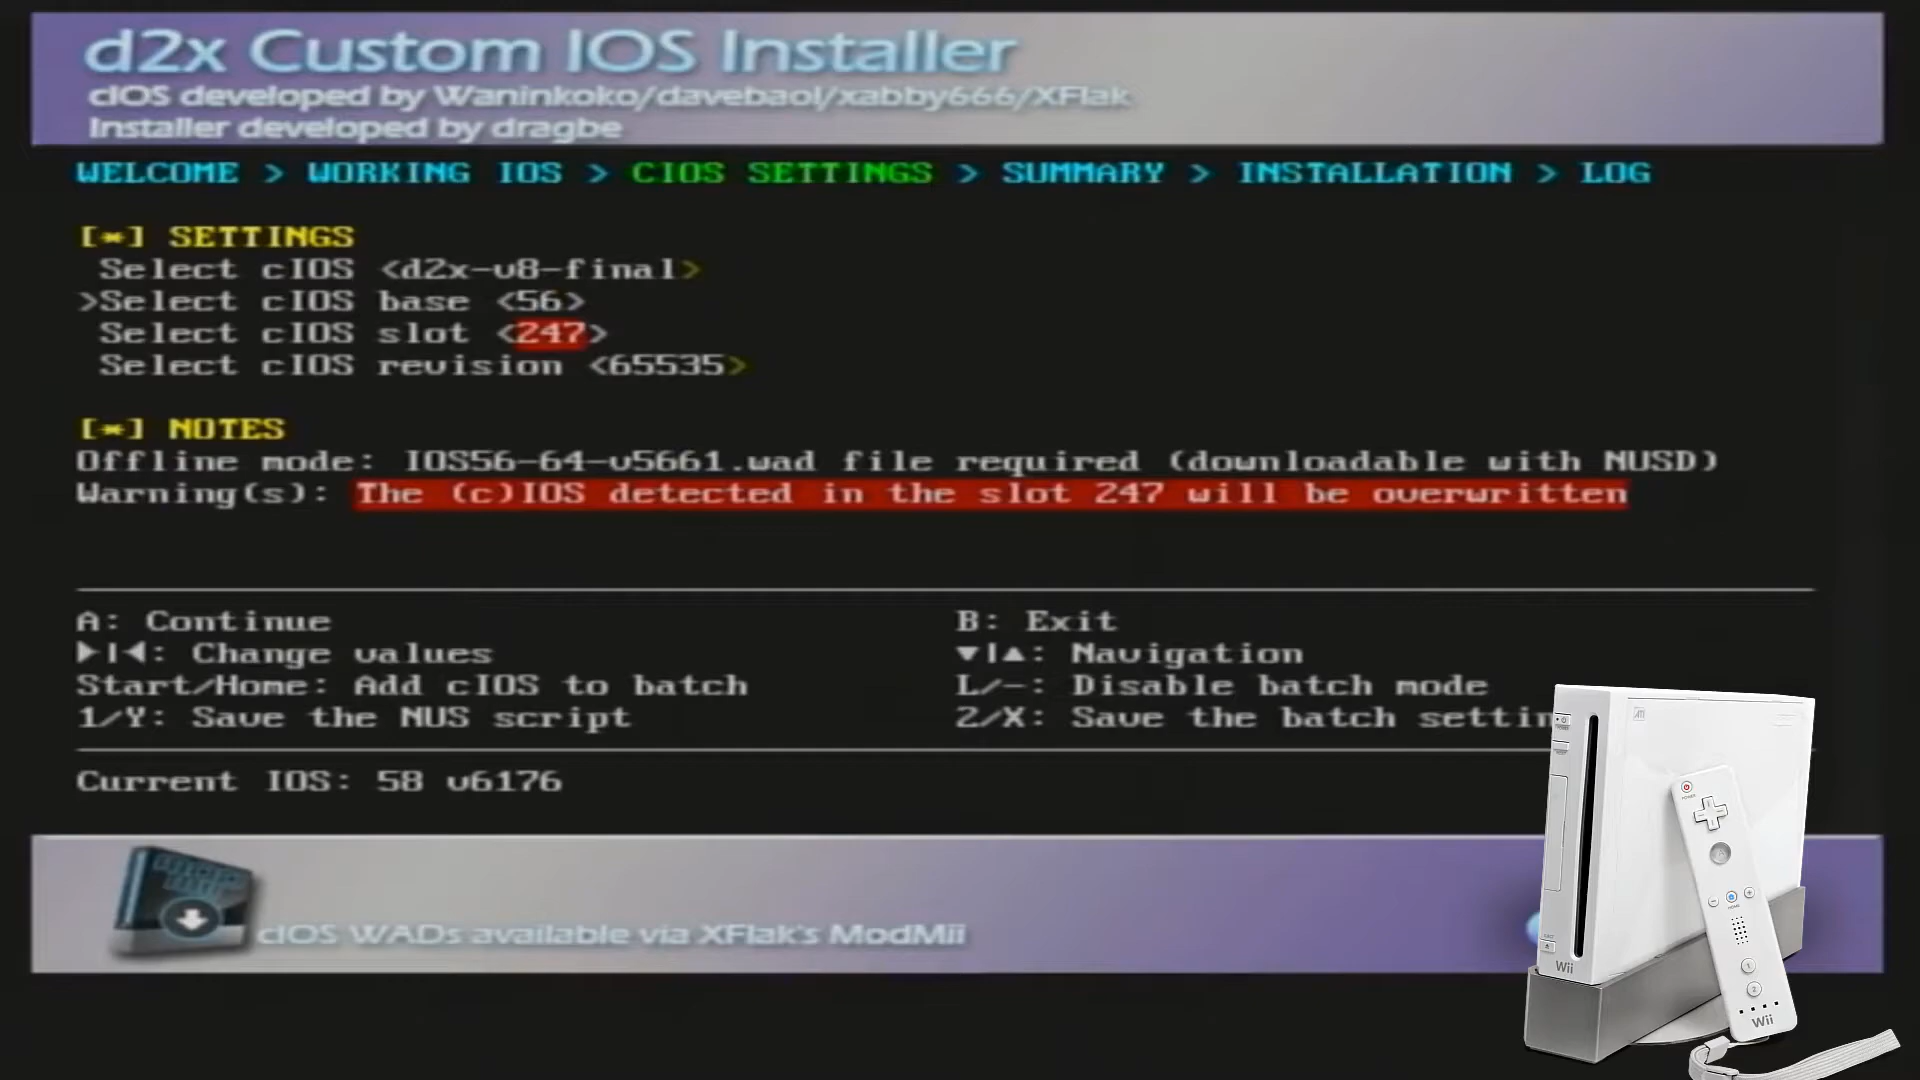 d2x Custom IOS Installer
cIOS developed by Waninkoko/davebaol/xabby666/XFlak
Installer developed by dragbe
WELCOME > WORKING IOS > CIOS SETTINGS > SUMMARY > INSTALLATION > LOG
[*] SETTINGS
Select cIOS <d2x-v8-final>
>Select cIOS base <56>
Select cIOS slot <247>
Select cIOS revision <65535>
[*] NOTES
Offline mode: IOS56-64-v5661.wad file required (downloadable with NUSD)
Warning(s): The (c)IOS detected in the slot 247 will be overwritten
A: Continue B: Exit
►|◄: Change values ▼|▲: Navigation
Start/Home: Add cIOS to batch L/-: Disable batch mode
1/Y: Save the NUS script 2/X: Save the batch settin
Current IOS: 58 v6176
cIOS WADs available via XFlak's ModMii
Wii
Wii